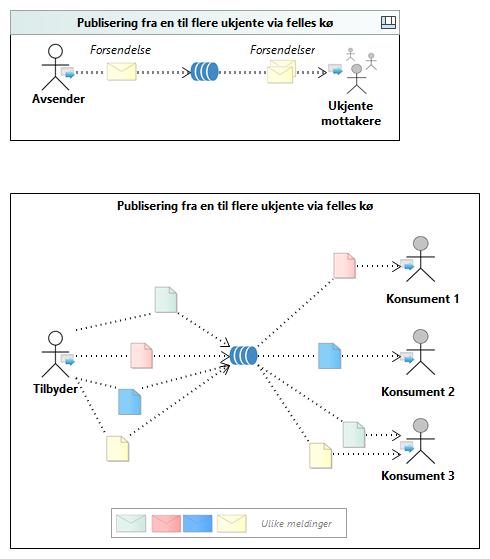 Publisering fra en til flere ukjente via felles kø
Forsendelse
Forsendelser
Avsender
Ukjente
mottakere
Publisering fra en til flere ukjente via felles kø
Konsument 1
Tilbyder
Konsument 2
Konsument 3
Ulike meldinger